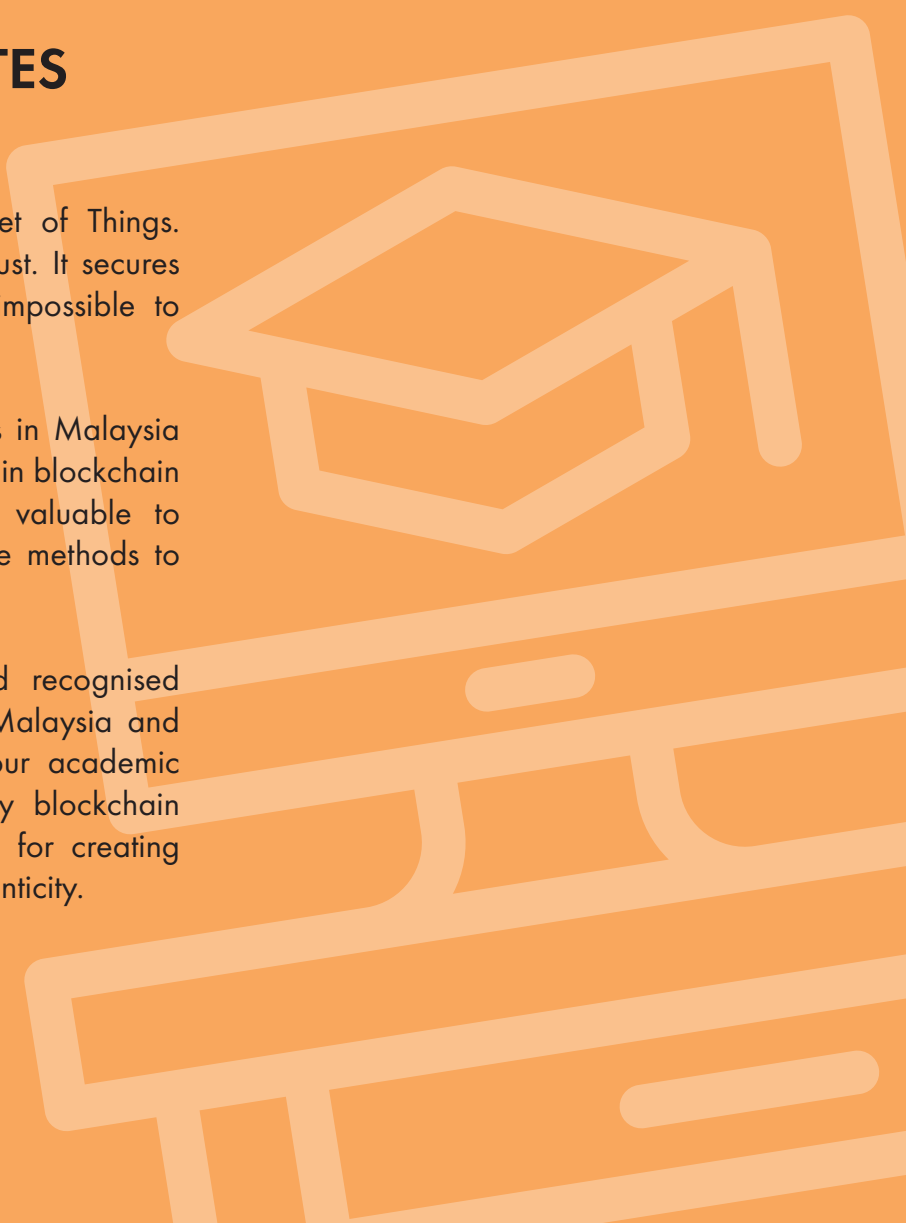 TES
et of Things.
ust. It secures
mpossible to
s in Malaysia
in blockchain
valuable to
e methods to
d recognised
Malaysia and
our academic
y blockchain
for creating
nticity.